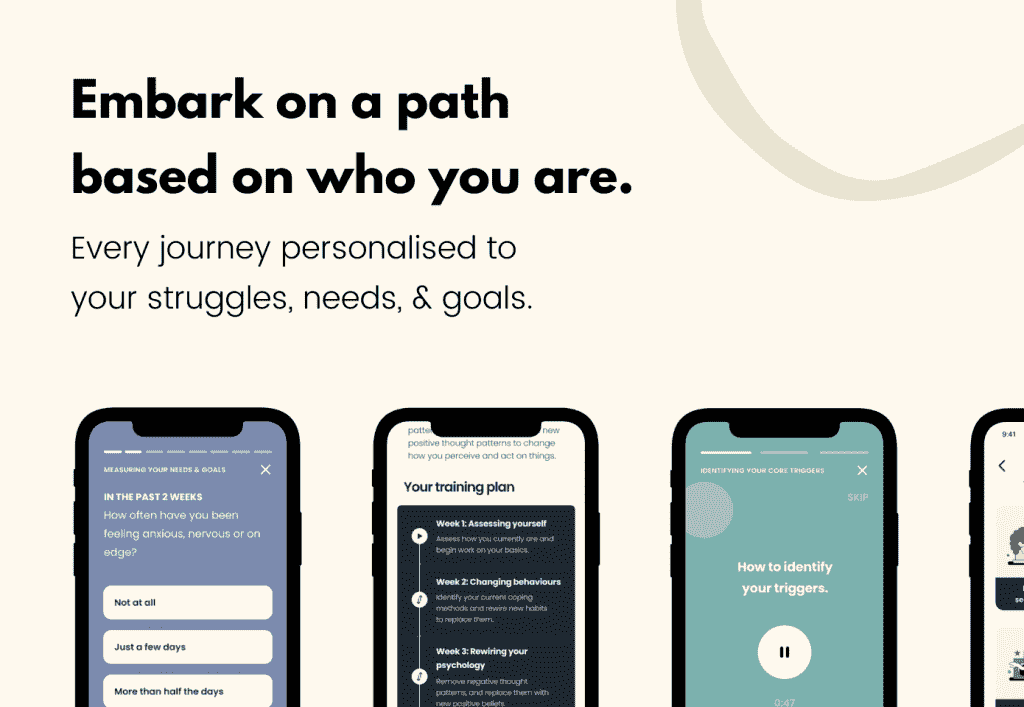 Embark on a path
based on who you are.
Every journey personalised to
your struggles, needs, & goals.
MEASURING YOUR NEEDS & GOALS
IN THE PAST 2 WEEKS
How often have you been
feeling anxious, nervous or on
edge?
Not at all
Just a few days
More than half the days
new
positive thought patterns to change
how you perceive and act on things.
Your training plan
Week 1: Assessing yourself
Assess how you currently are and
begin work on your basics.
Week 2: Changing behaviours
Identify your current coping
methods and rewire new habits
to replace them.
Week 3: Rewiring your
psychology
Remove negative thought
patterns, and replace them with
new positive beliefs.
IDENTIFYING YOUR CORE TRIGGERS
SKIP
How to identify
your triggers.
0:47
9:41